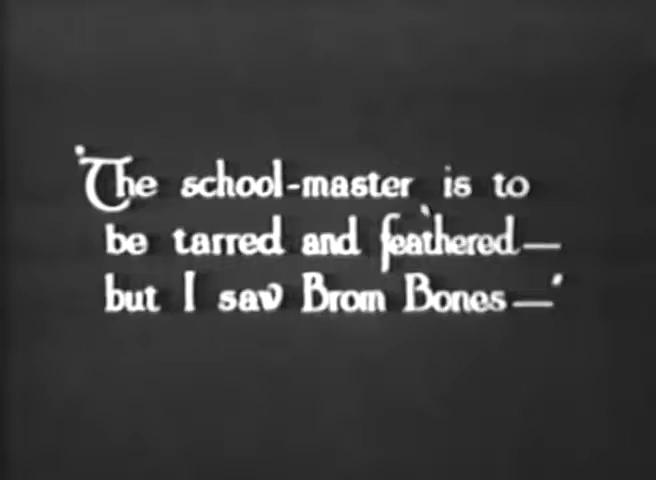 'The school-master is to
be tarred and feathered—
but I saw Brom Bones—'